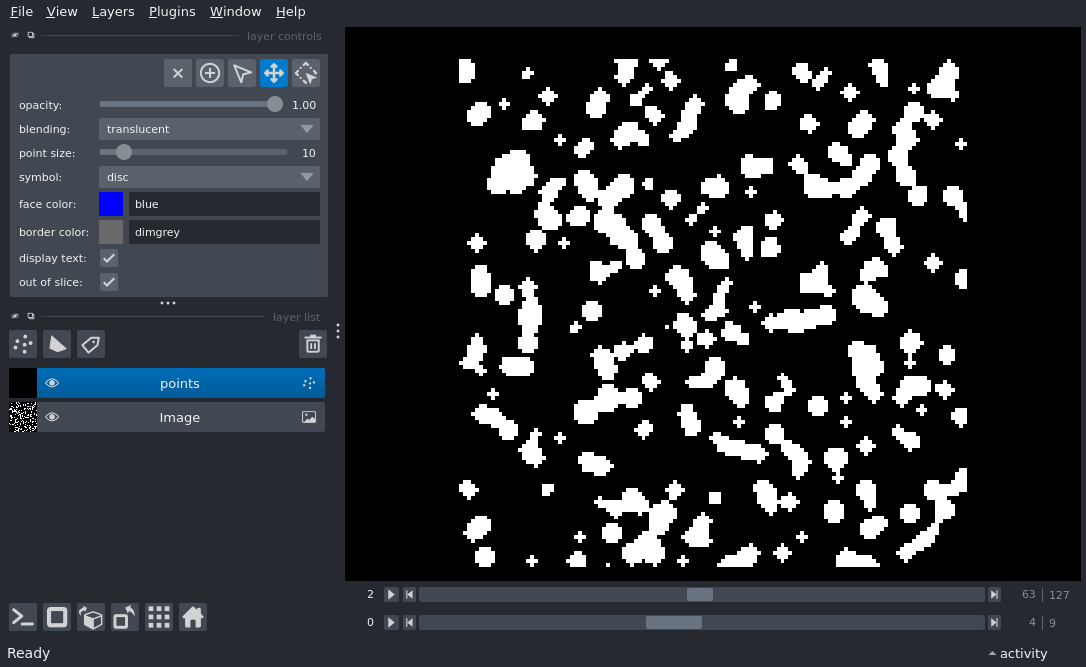 File View Layers Plugins Window Help
layer controls
opacity: 1.00
blending: translucent
point size: 10
symbol: disc
face color: blue
border color: dimgrey
display text:
out of slice:
layer list
points
Image
2 63 127
0 4 9
Ready activity